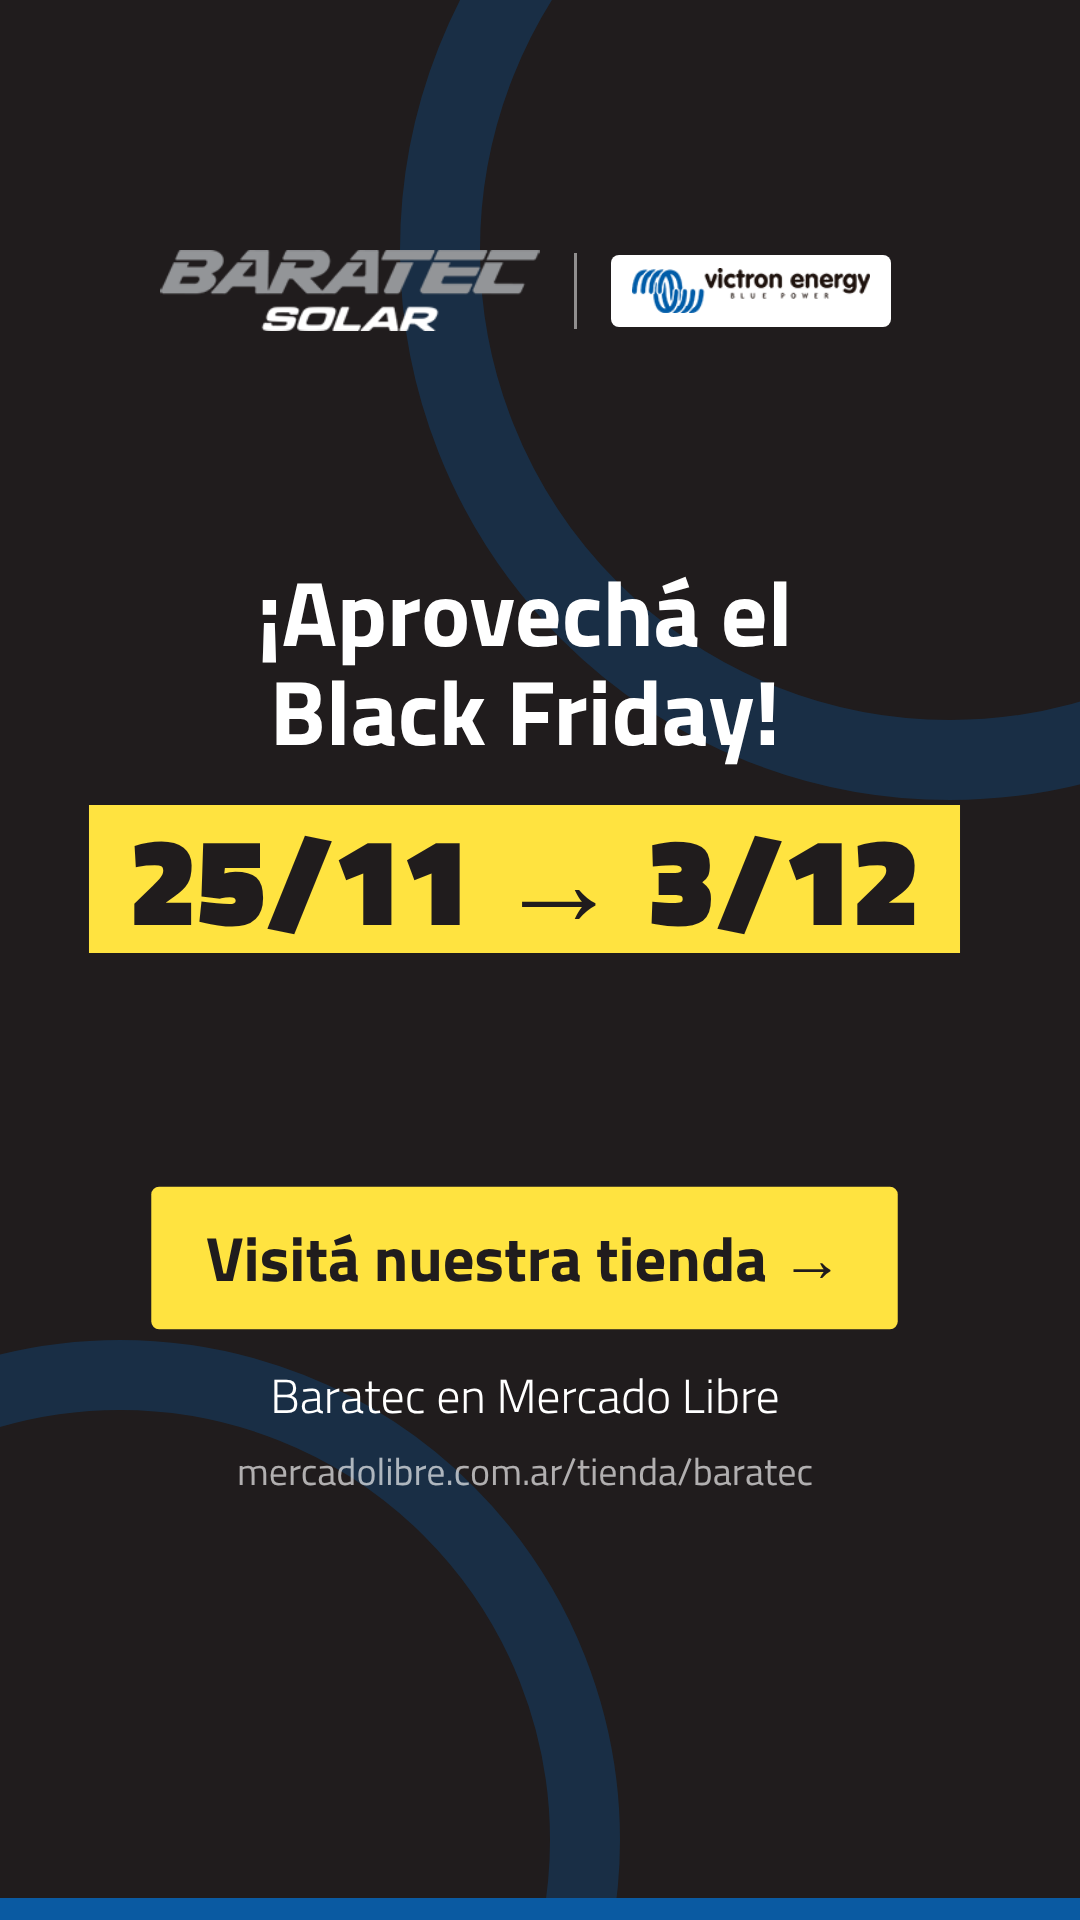 BARATEC
SOLAR
victron energy
BLUE POWER
¡Aprovechá el
Black Friday!
25/11 → 3/12
Visitá nuestra tienda →
Baratec en Mercado Libre
mercadolibre.com.ar/tienda/baratec